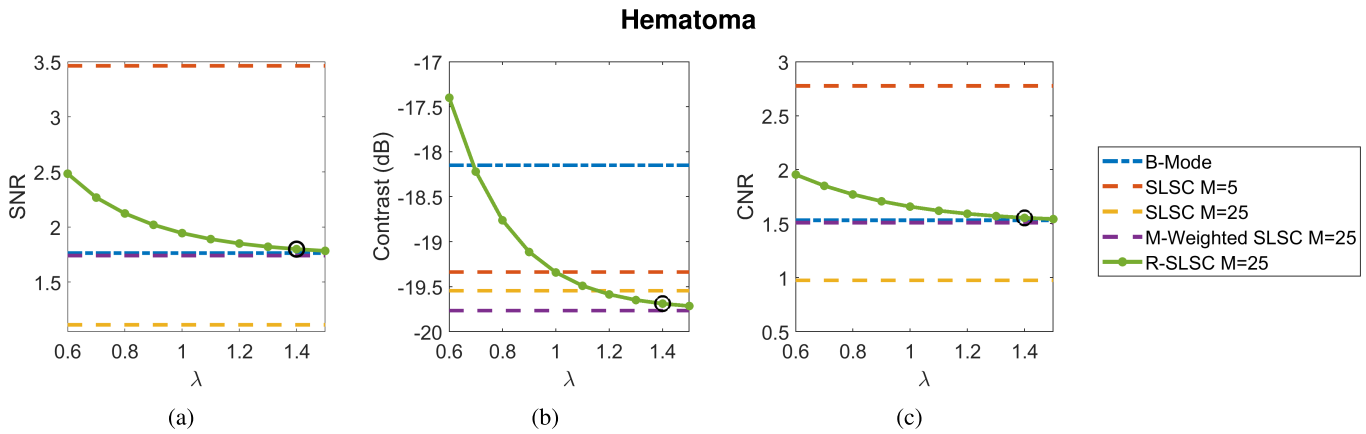 Hematoma
SNR
3.5
3
2.5
2
1.5
0.6 0.8 1 1.2 1.4
λ
(a)
Contrast (dB)
-17
-17.5
-18
-18.5
-19
-19.5
-20
0.6 0.8 1 1.2 1.4
λ
(b)
CNR
3
2.5
2
1.5
1
0.5
0.6 0.8 1 1.2 1.4
λ
(c)
B-Mode
SLSC M=5
SLSC M=25
M-Weighted SLSC M=25
R-SLSC M=25